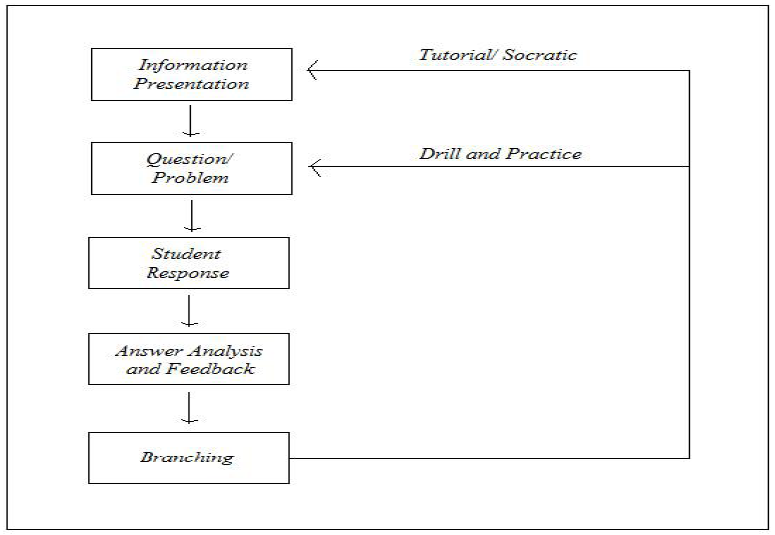 Tutorial/ Socratic
Information
Presentation
Drill and Practice
Question/
Problem
Student
Response
Answer Analysis
and Feedback
Branching